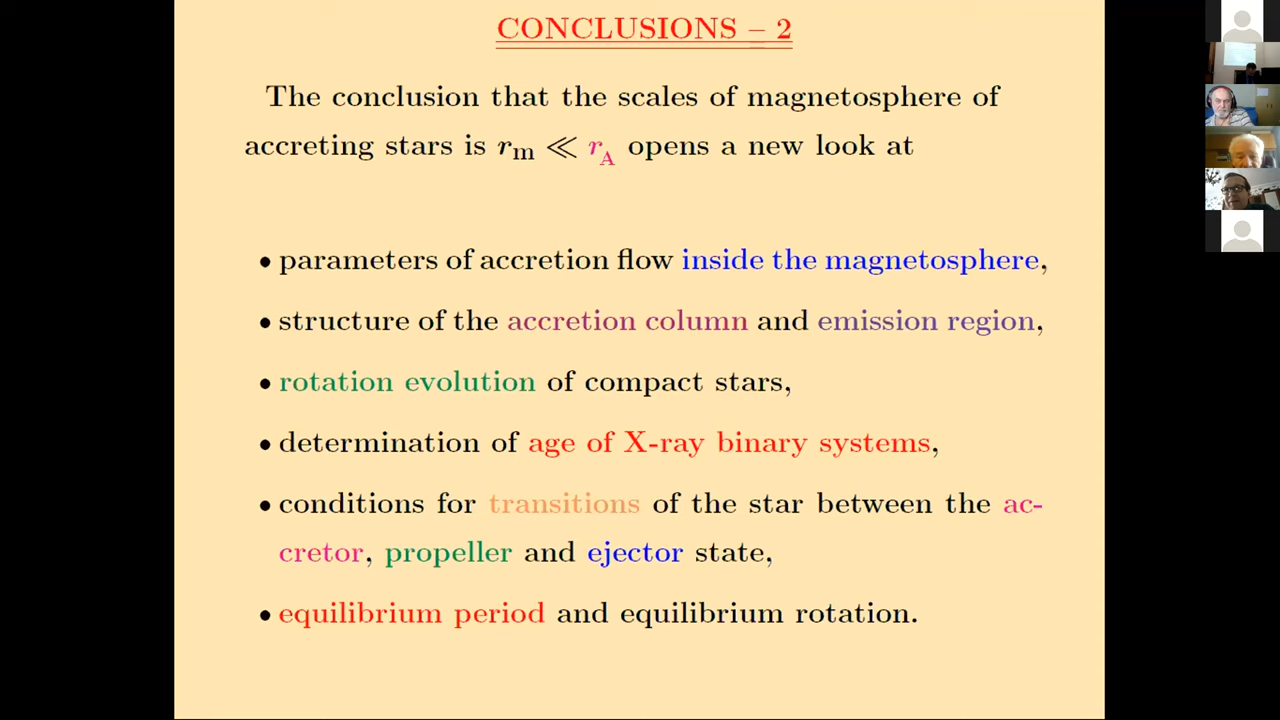 CONCLUSIONS – 2
The conclusion that the scales of magnetosphere of
accreting stars is r_m ≪ r_A opens a new look at
• parameters of accretion flow inside the magnetosphere,
• structure of the accretion column and emission region,
• rotation evolution of compact stars,
• determination of age of X-ray binary systems,
• conditions for transitions of the star between the ac-
cretor, propeller and ejector state,
• equilibrium period and equilibrium rotation.